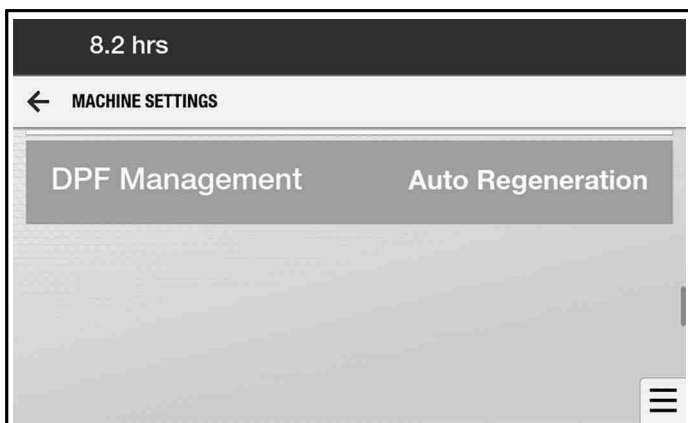 8.2 hrs
MACHINE SETTINGS
DPF Management Auto Regeneration